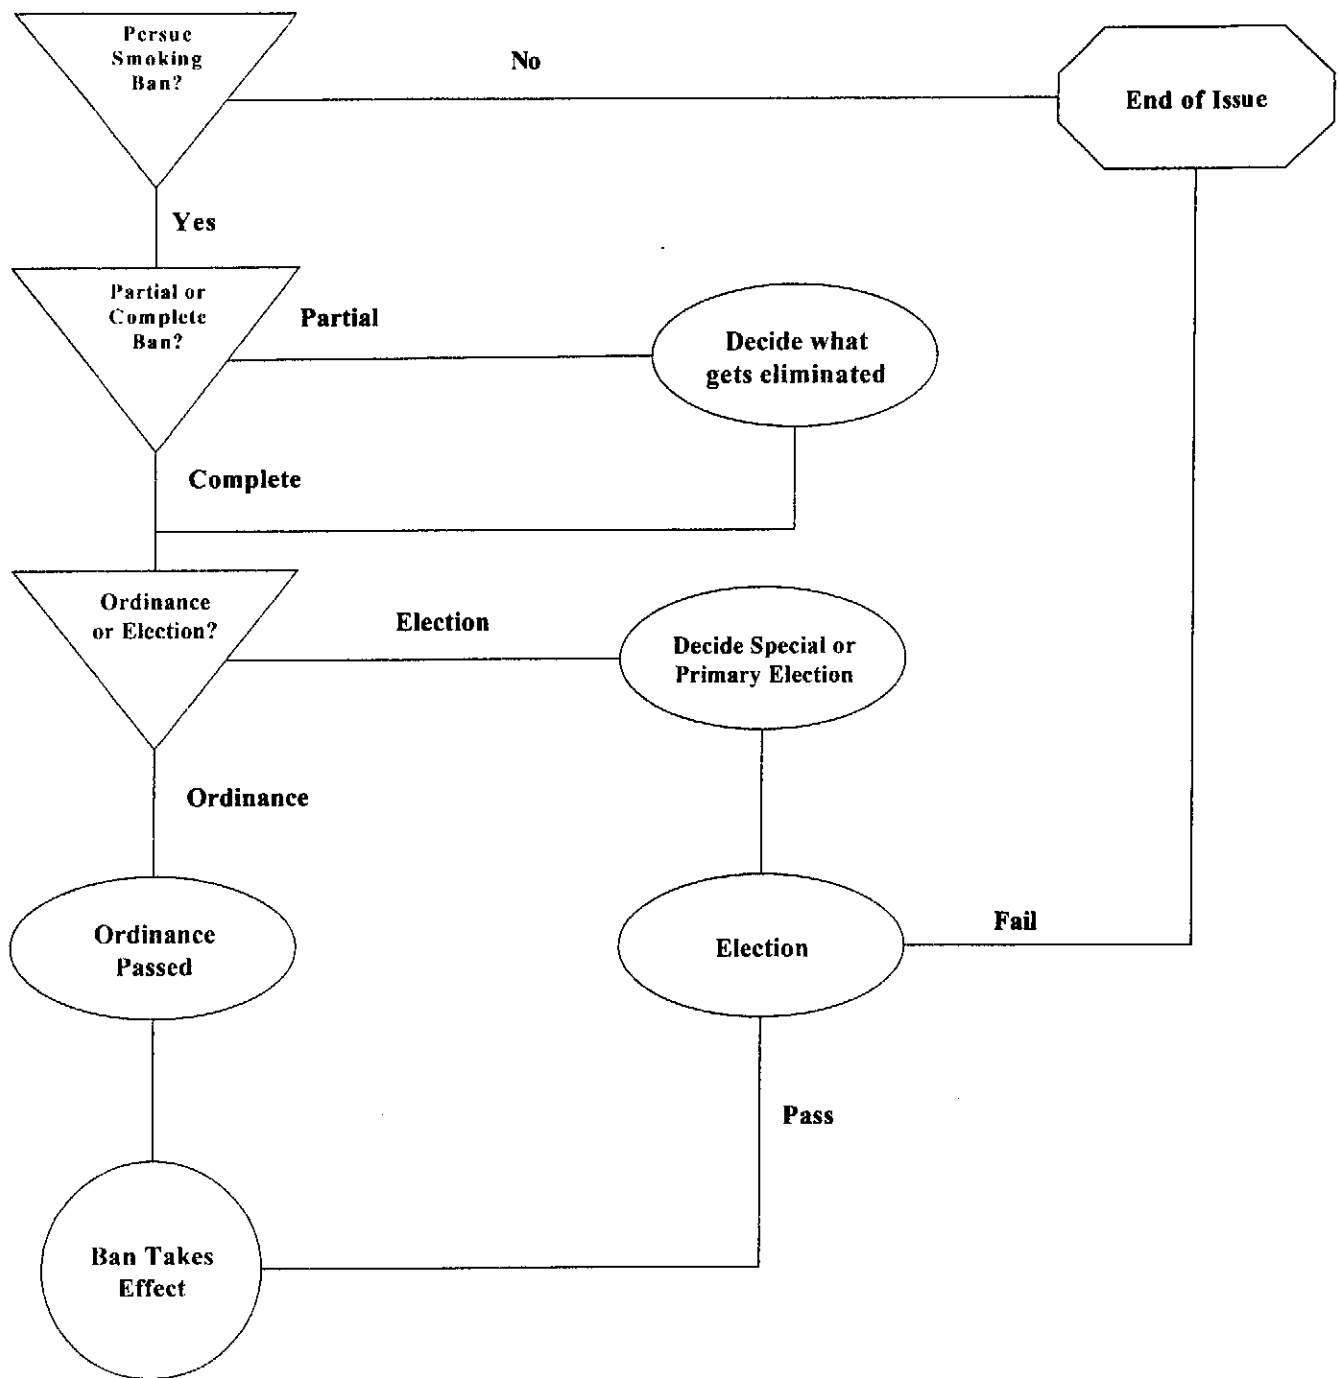 Persue
Smoking
Ban?
No
End of Issue
Yes
Partial or
Complete
Ban?
Partial
Decide what
gets eliminated
Complete
Ordinance
or Election?
Election
Decide Special or
Primary Election
Ordinance
Ordinance
Passed
Election
Fail
Pass
Ban Takes
Effect